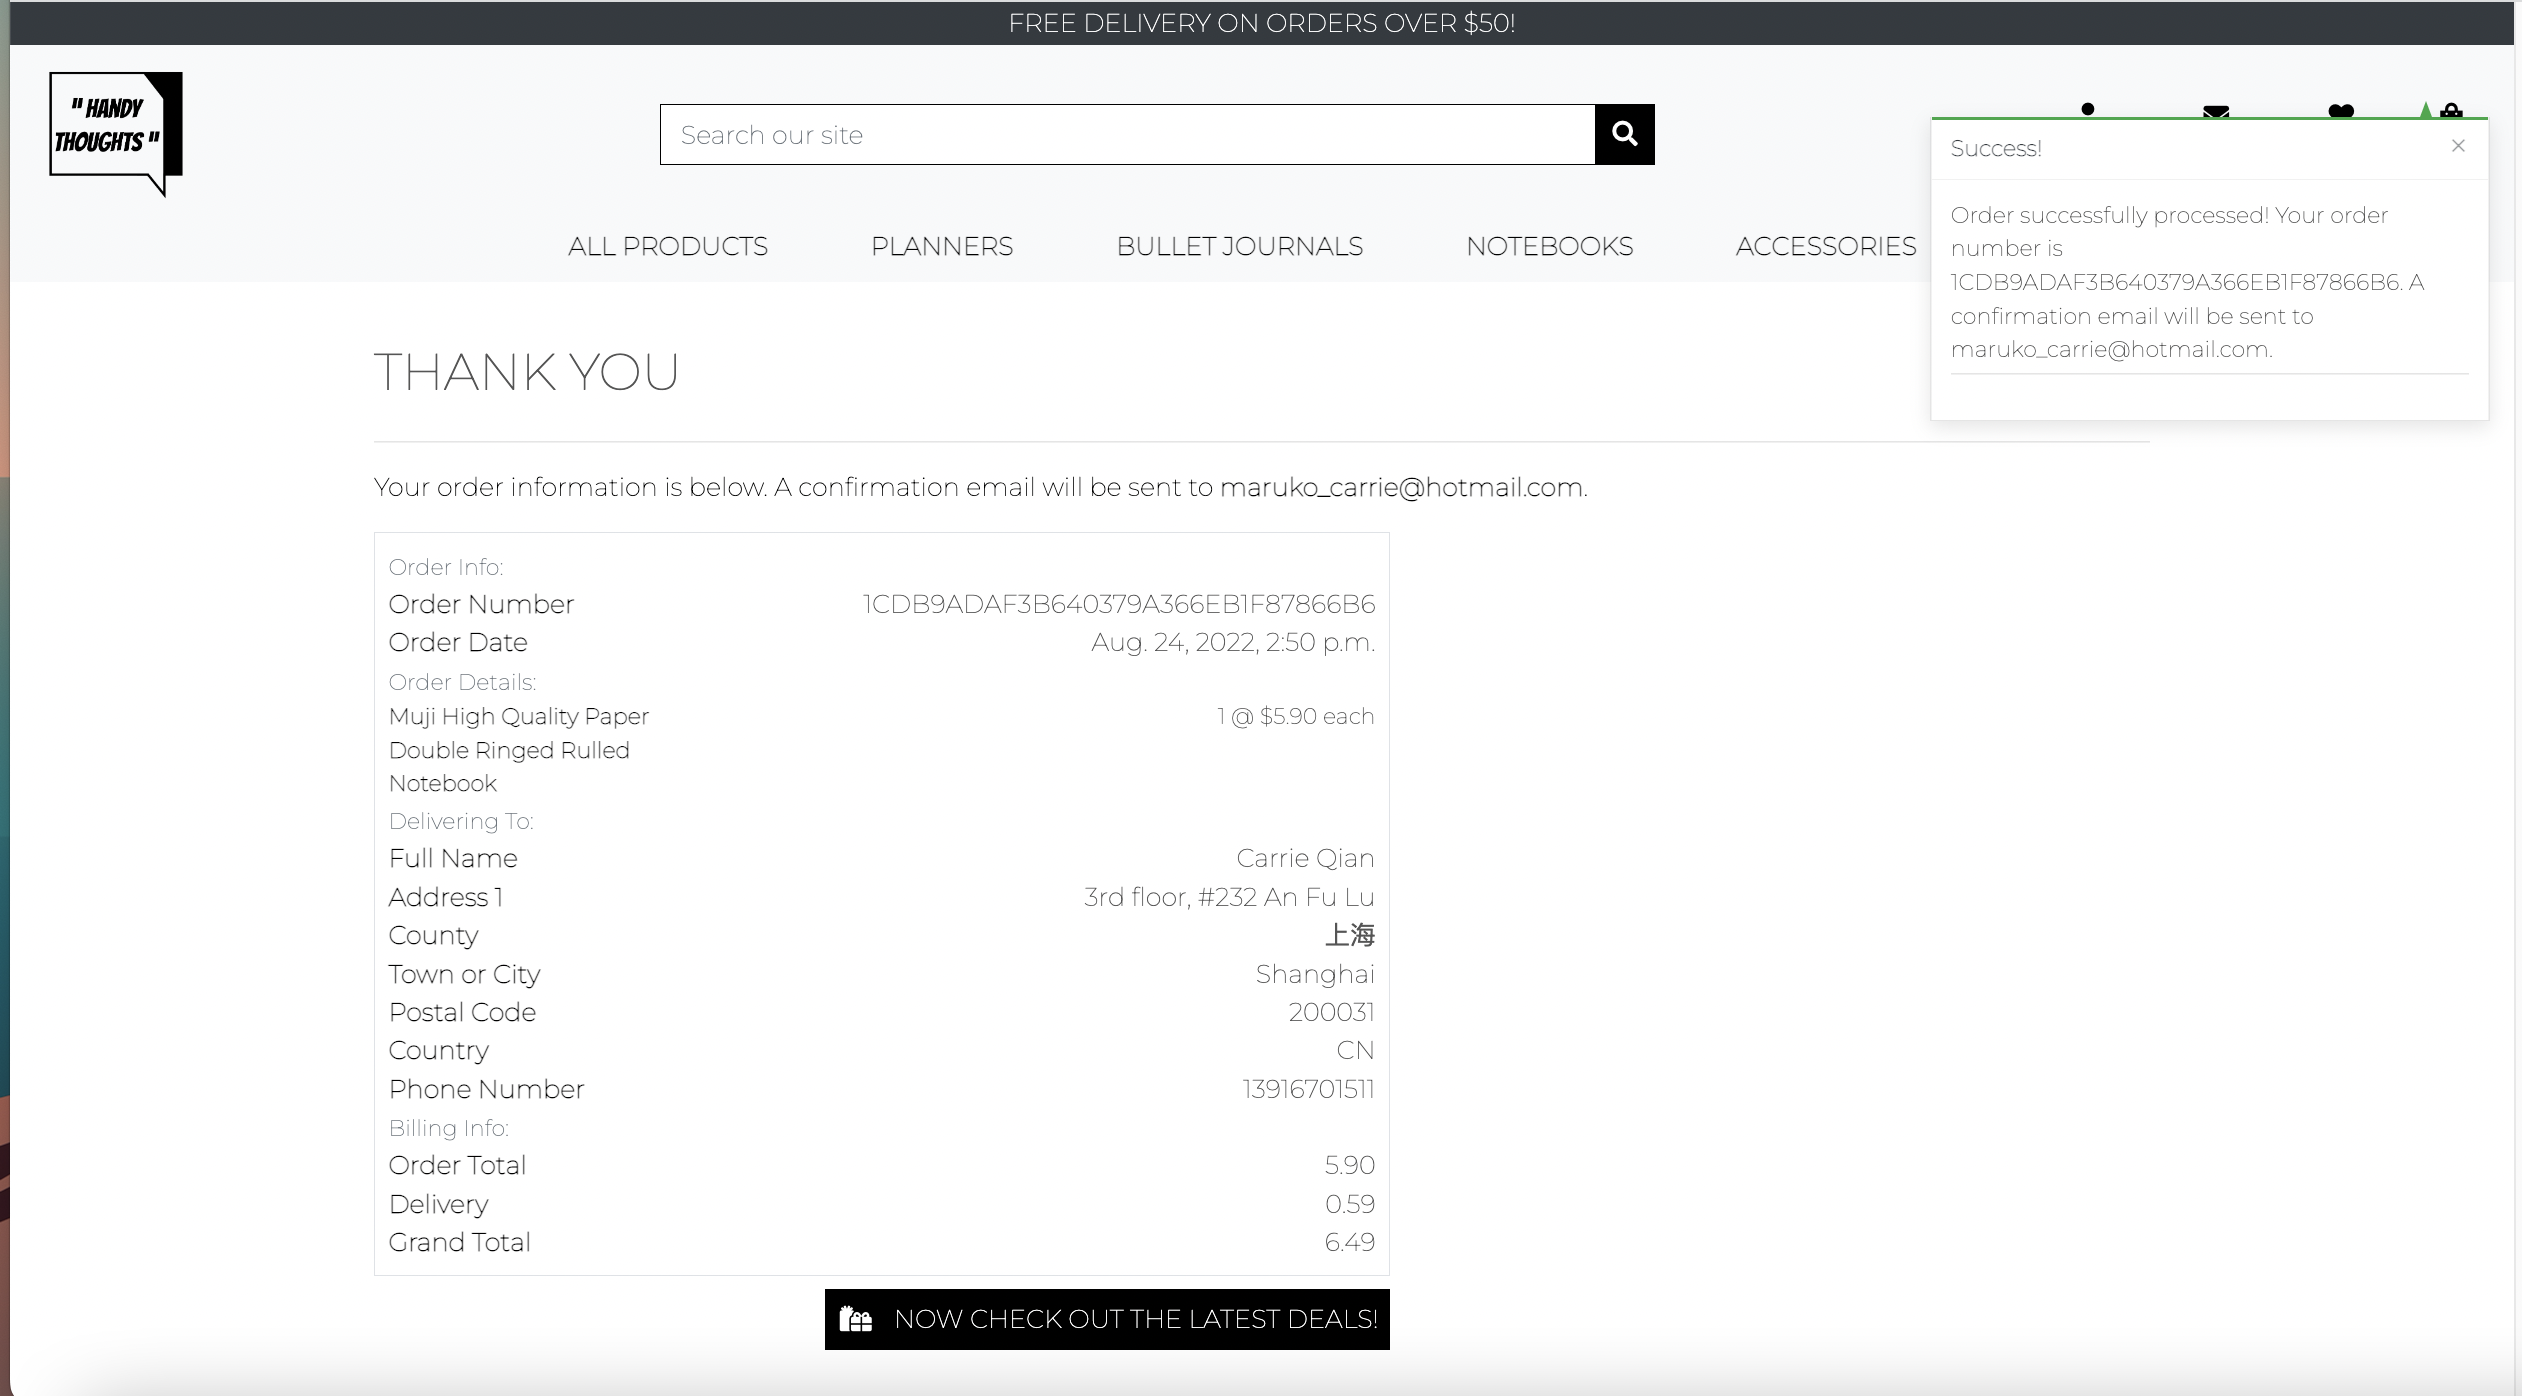 FREE DELIVERY ON ORDERS OVER $50!
" HANDY
THOUGHTS "
Search our site
ALL PRODUCTS
PLANNERS
BULLET JOURNALS
NOTEBOOKS
ACCESSORIES
Success!
×
Order successfully processed! Your order
number is
1CDB9ADAF3B640379A366EB1F87866B6. A
confirmation email will be sent to
maruko_carrie@hotmail.com.
THANK YOU
Your order information is below. A confirmation email will be sent to maruko_carrie@hotmail.com.
Order Info:
Order Number 1CDB9ADAF3B640379A366EB1F87866B6
Order Date Aug. 24, 2022, 2:50 p.m.
Order Details:
Muji High Quality Paper 1 @ $5.90 each
Double Ringed Rulled
Notebook
Delivering To:
Full Name Carrie Qian
Address 1 3rd floor, #232 An Fu Lu
County 上海
Town or City Shanghai
Postal Code 200031
Country CN
Phone Number 13916701511
Billing Info:
Order Total 5.90
Delivery 0.59
Grand Total 6.49
NOW CHECK OUT THE LATEST DEALS!